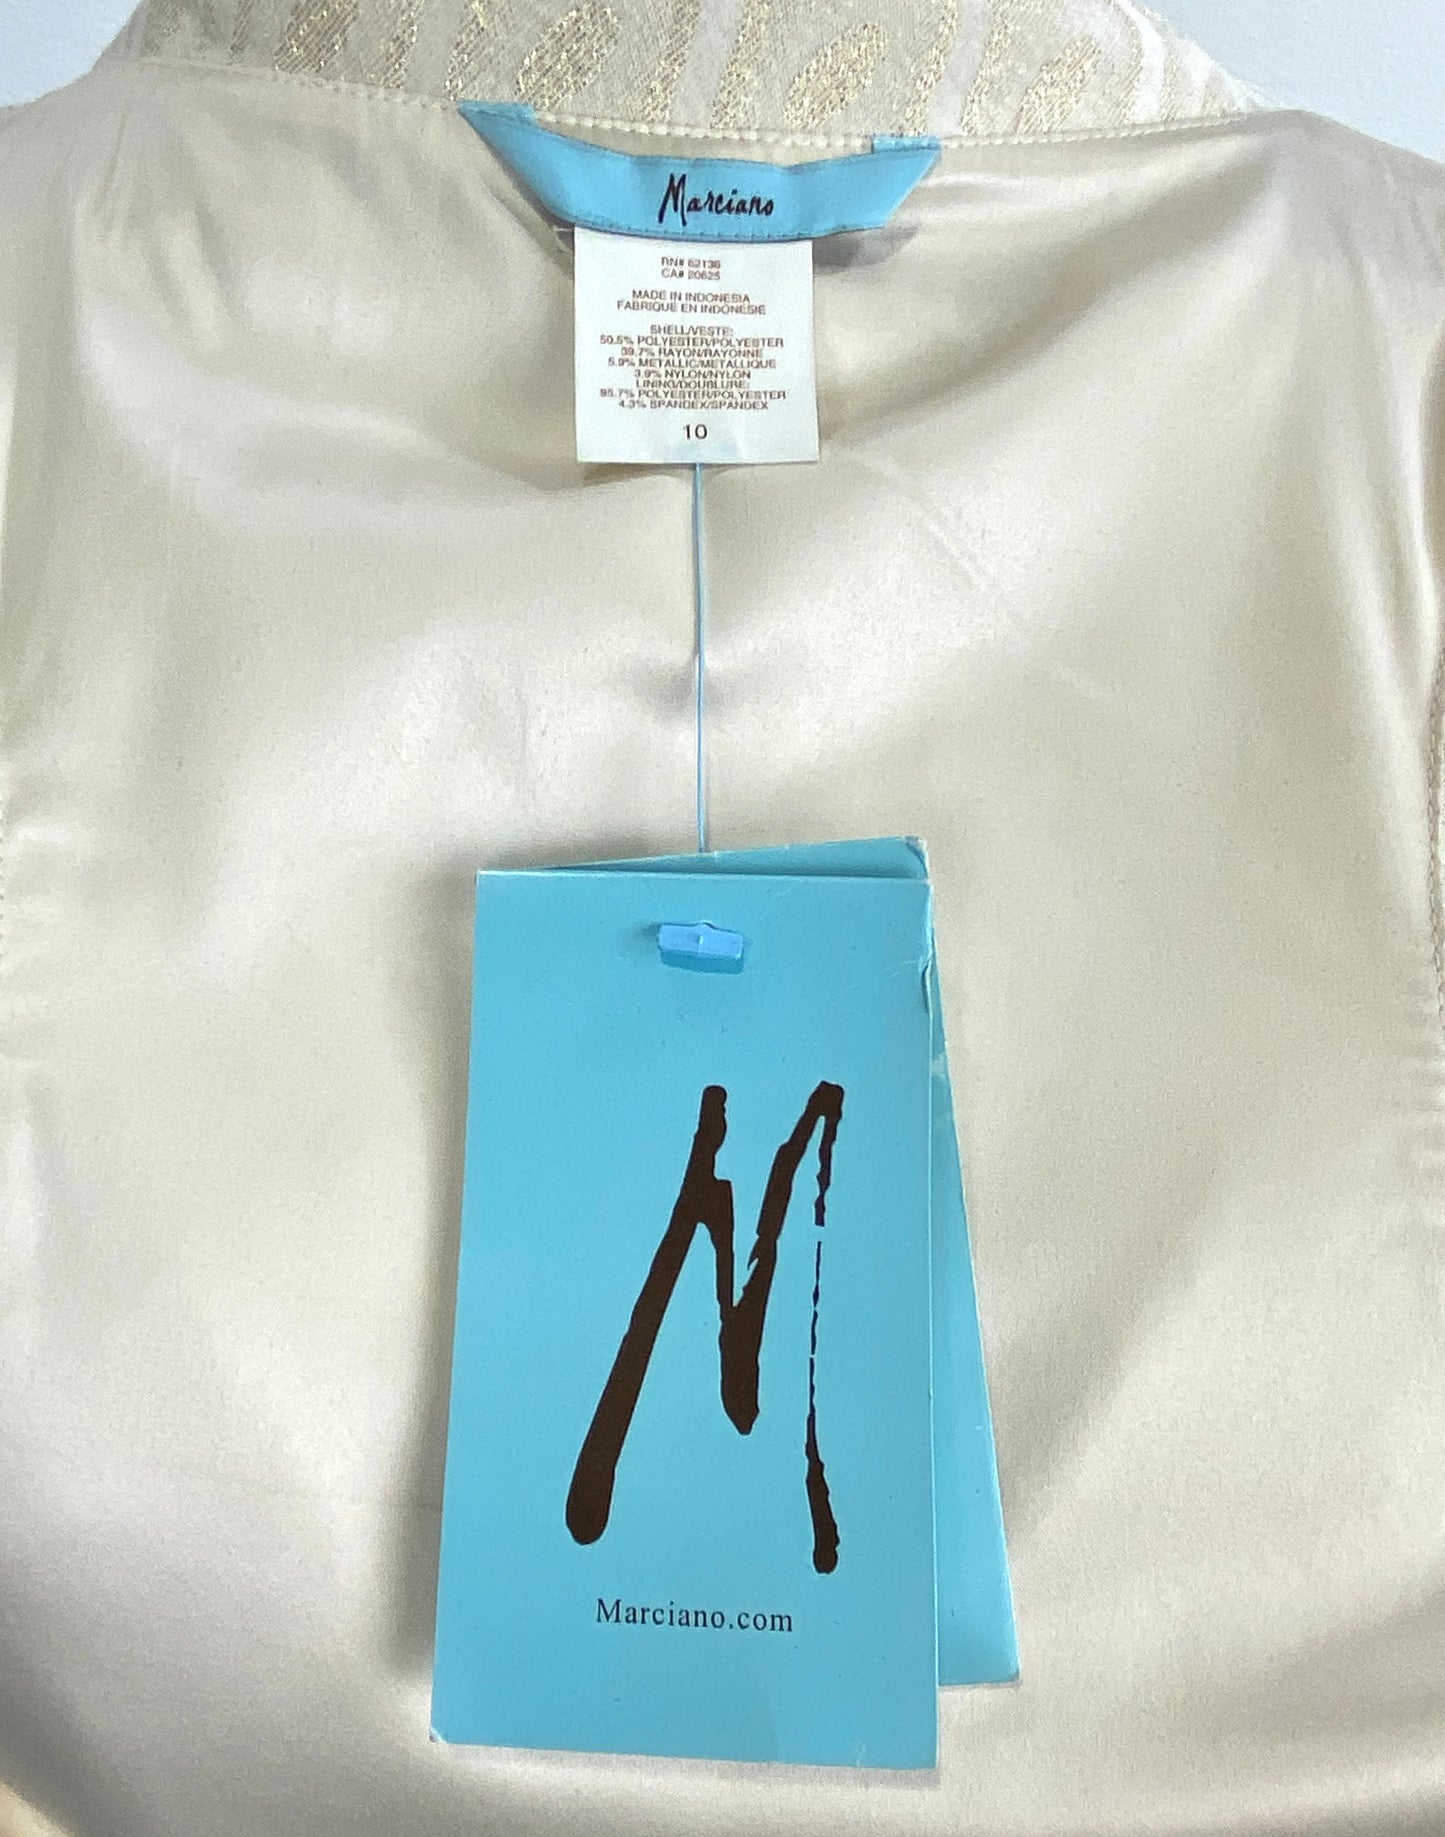 Marciano
RN# 62136
CA# 20625
MADE IN INDONESIA
FABRIQUE EN INDONESIE
SHELL/VESTE:
50.5% POLYESTER/POLYESTER
39.7% RAYON/RAYONNE
5.9% METALLIC/METALLIQUE
3.9% NYLON/NYLON
LINING/DOUBLURE:
95.7% POLYESTER/POLYESTER
4.3% SPANDEX/SPANDEX
10
M
Marciano.com